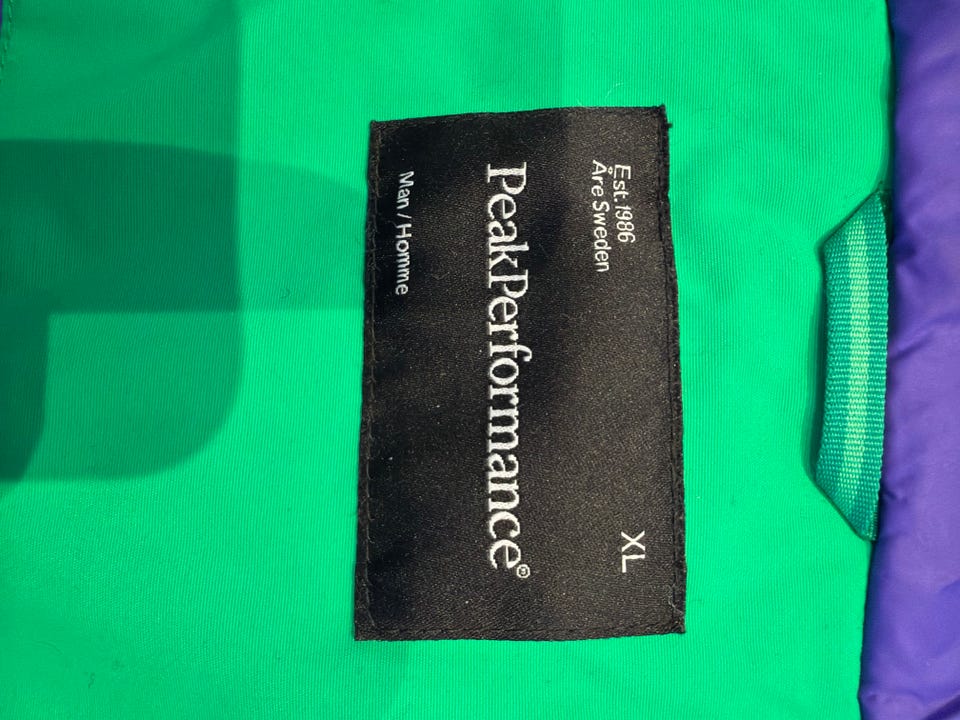 Est.1986
Åre Sweden
XL
PeakPerformance®
Man / Homme